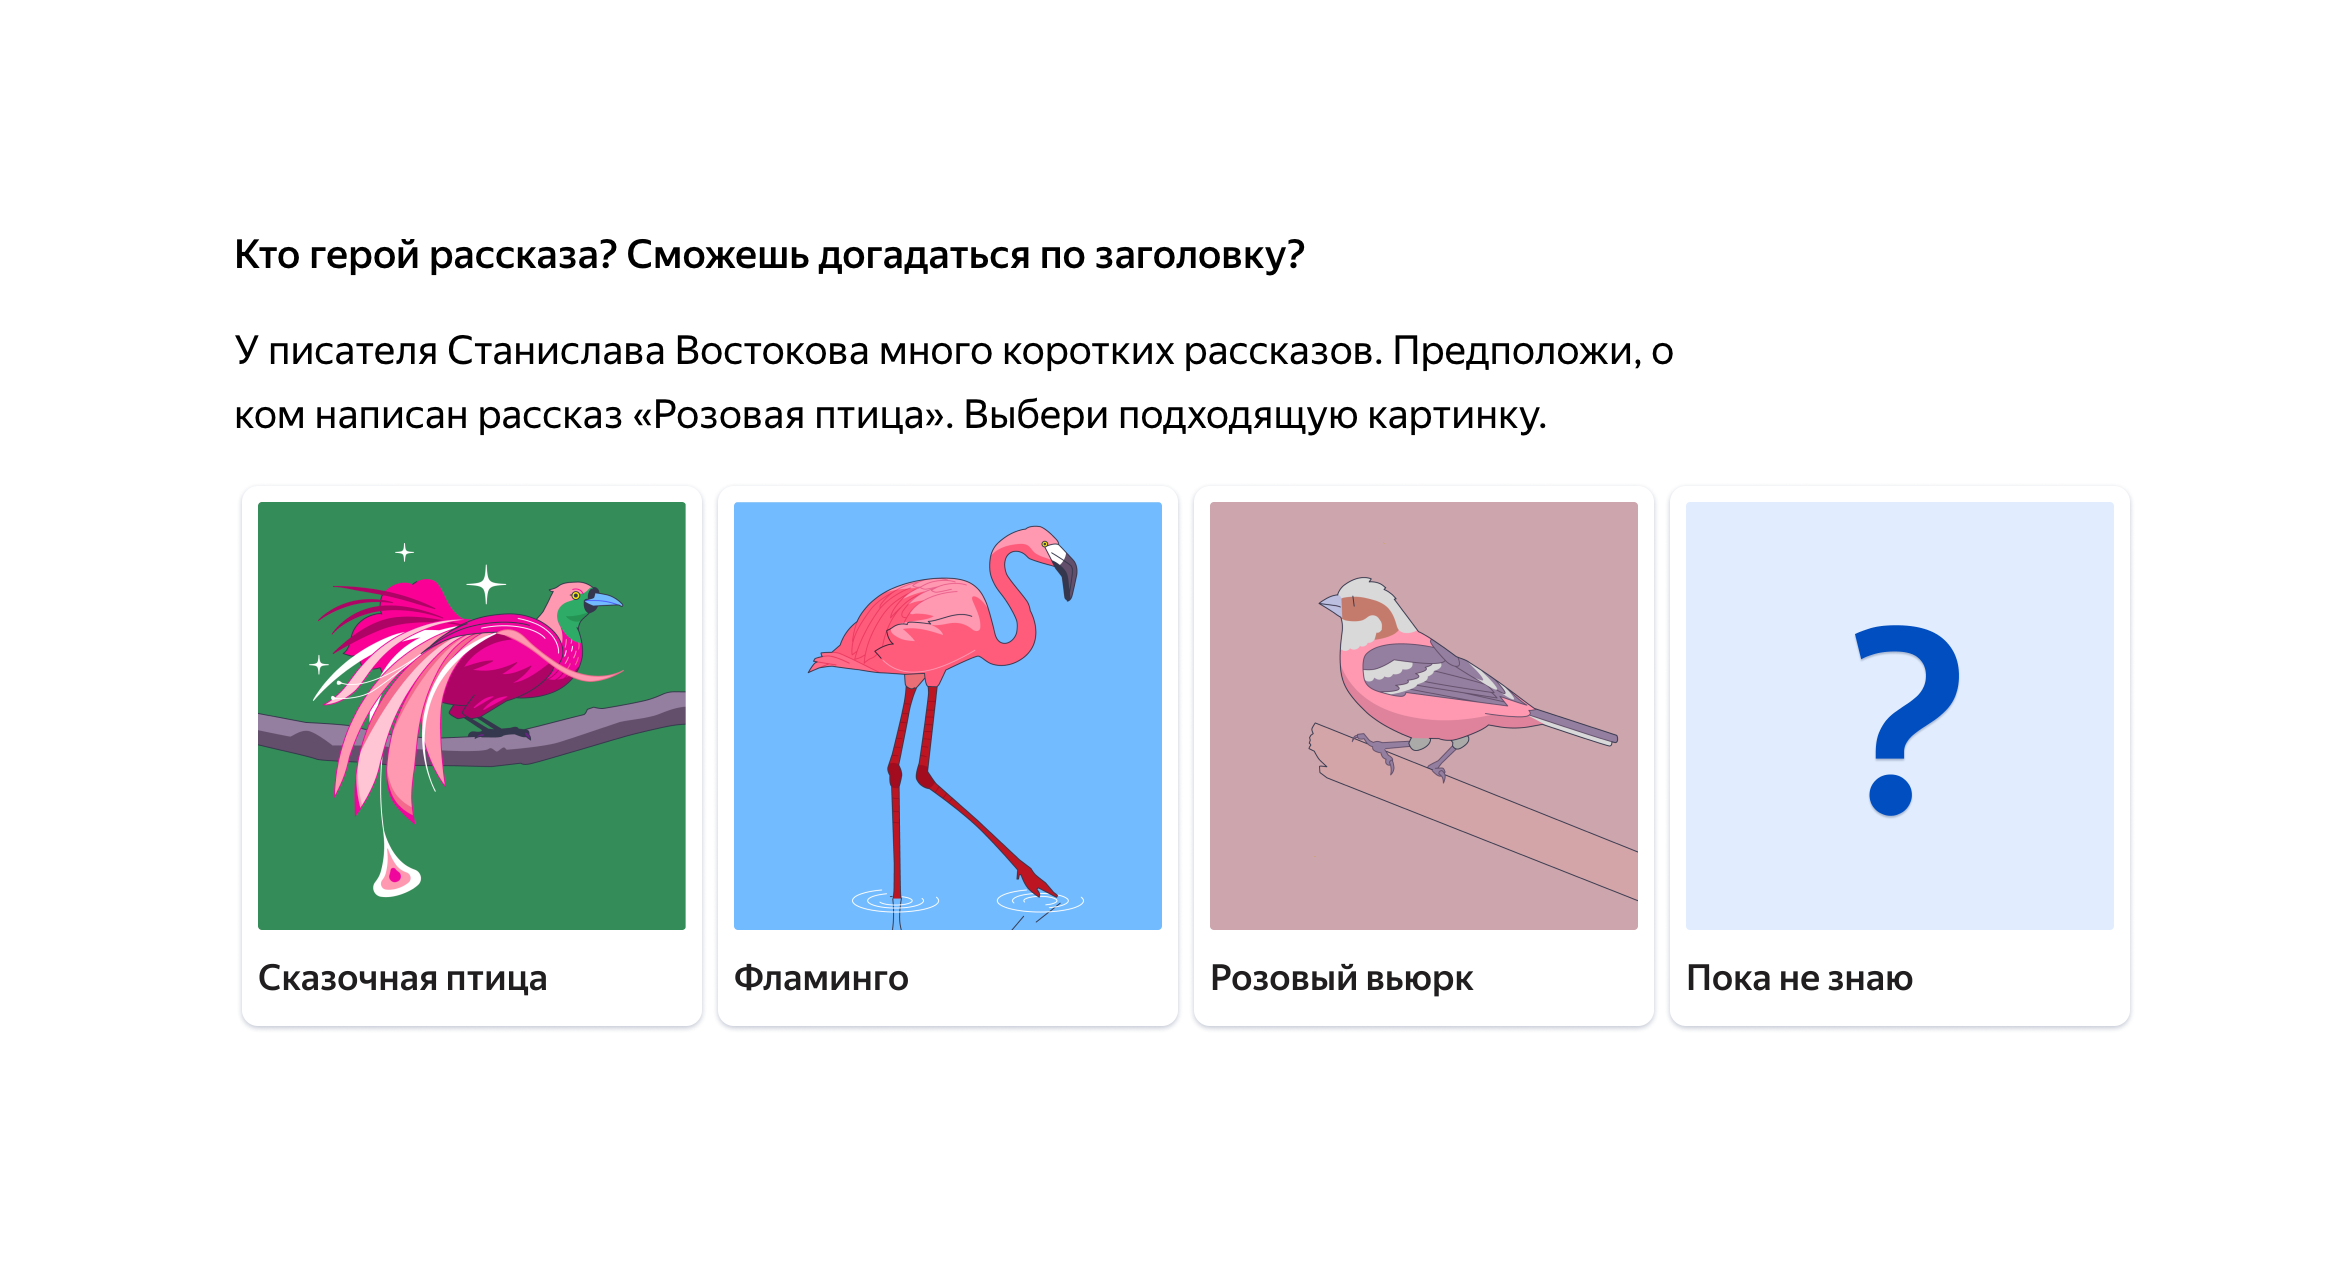 Кто герой рассказа? Сможешь догадаться по заголовку?
У писателя Станислава Востокова много коротких рассказов. Предположи, о
ком написан рассказ «Розовая птица». Выбери подходящую картинку.
?
Сказочная птица
Фламинго
Розовый вьюрк
Пока не знаю